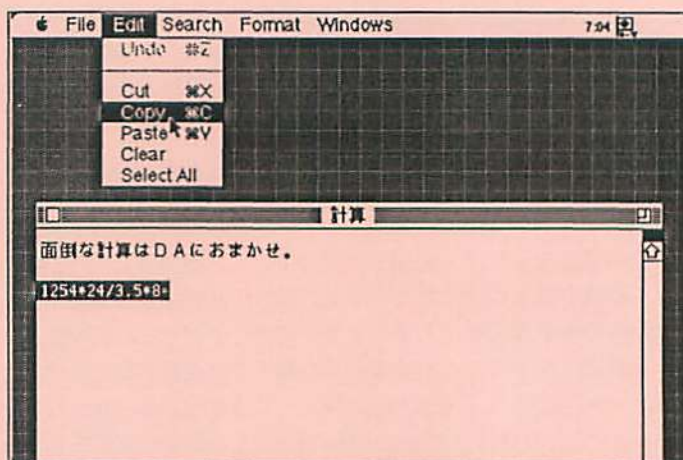 File Edit Search Format Windows 7:04
Undo ⌘Z
Cut ⌘X
Copy ⌘C
Paste ⌘V
Clear
Select All
計算
面倒な計算はDAにおまかせ。
1254*24/3.5*8=